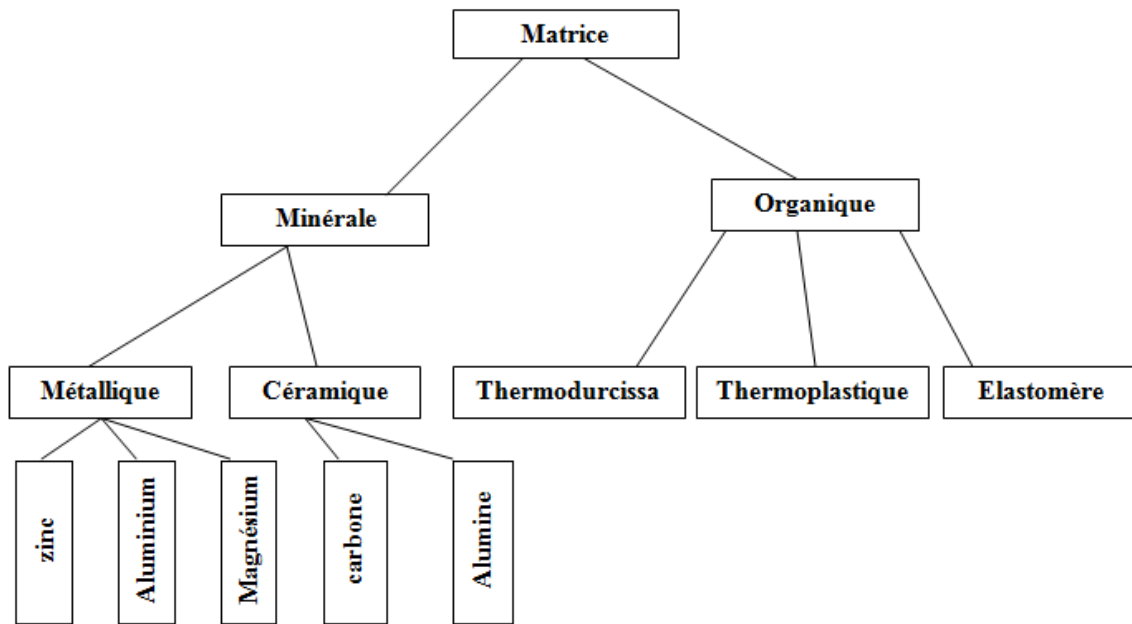 Matrice
Minérale
Organique
Métallique
Céramique
Thermodurcissa
Thermoplastique
Elastomère
zinc
Aluminium
Magnésium
carbone
Alumine